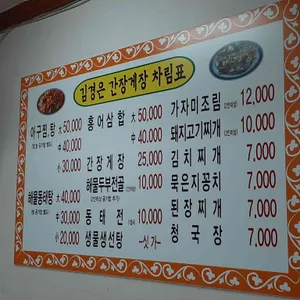 김경은 간장게장 차림표
아구찜,탕 大 50,000
中 40,000
小 30,000
해물동태탕 大 40,000
中 30,000
小 20,000
홍어삼합 大 50,000
中 40,000
간장게장 25,000
해물두부전골 10,000
동태전 10,000
생물생선탕 -싯가-
가자미조림 12,000
돼지고기찌개 10,000
김치찌개 7,000
묵은지꽁치 7,000
된장찌개 7,000
청국장 7,000